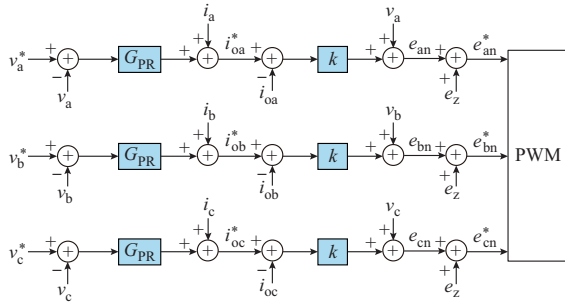 i_a v_a
v_a^* + + G_PR + + i_oa^* + k + + e_an + e_an^*
− v_a − i_oa + e_z
i_b v_b
v_b^* + + G_PR + + i_ob^* + k + + e_bn + e_bn^* PWM
− v_b − i_ob + e_z
i_c v_c
v_c^* + + G_PR + + i_oc^* + k + + e_cn + e_cn^*
− v_c − i_oc + e_z